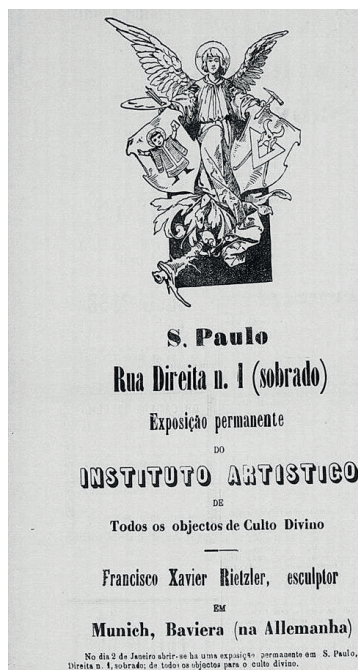 S. Paulo
Rua Direita n. 1 (sobrado)
Exposição permanente
DO
INSTITUTO ARTISTICO
DE
Todos os objectos de Culto Divino
Francisco Xavier Rietzler, esculptor
EM
Munich, Baviera (na Allemanha)
No dia 2 de Janeiro abrir-se ha uma exposição permanente em S. Paulo,
Direita n. 1, sobrado; de todos os objectos para o culto divino.